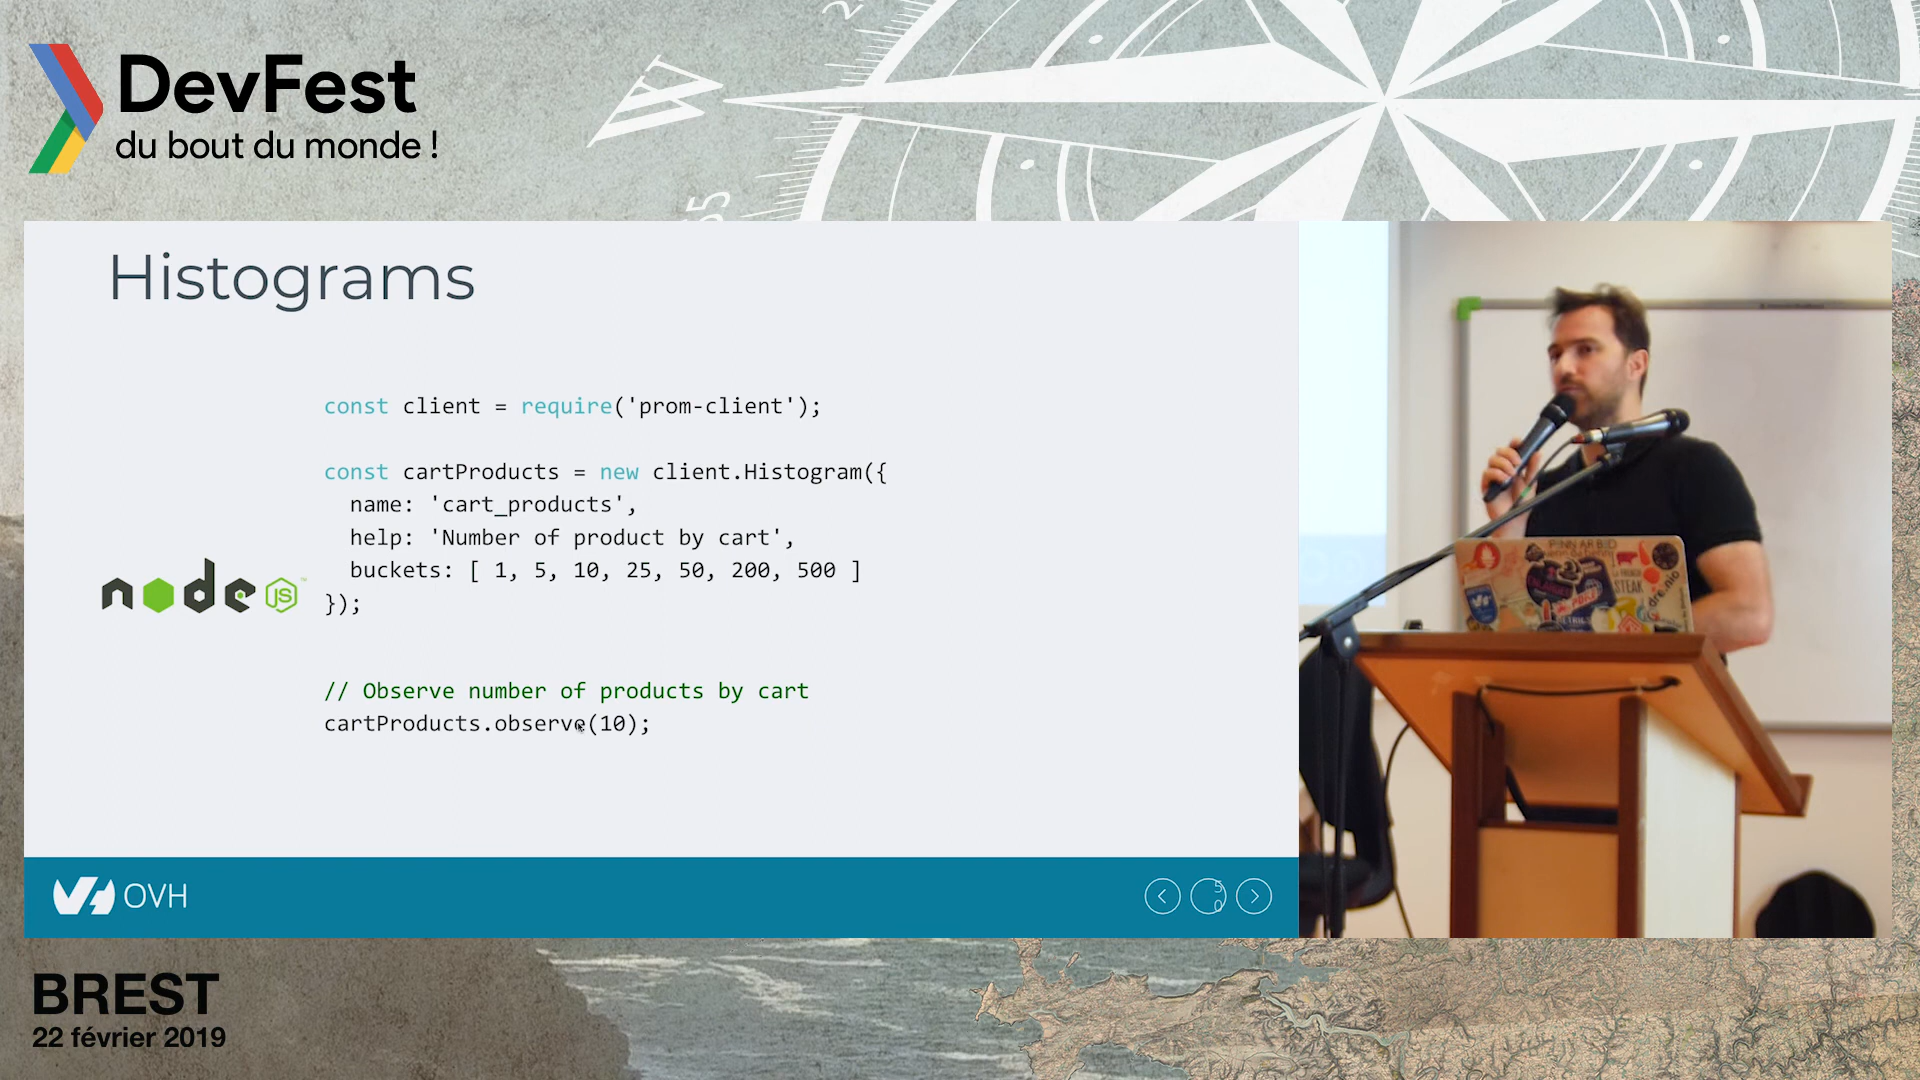 DevFest
du bout du monde !
W
Histograms
const client = require('prom-client');
const cartProducts = new client.Histogram({
name: 'cart_products',
help: 'Number of product by cart',
buckets: [ 1, 5, 10, 25, 50, 200, 500 ]
});
node JS
// Observe number of products by cart
cartProducts.observe(10);
OVH
50
STEAK
BREST
22 février 2019